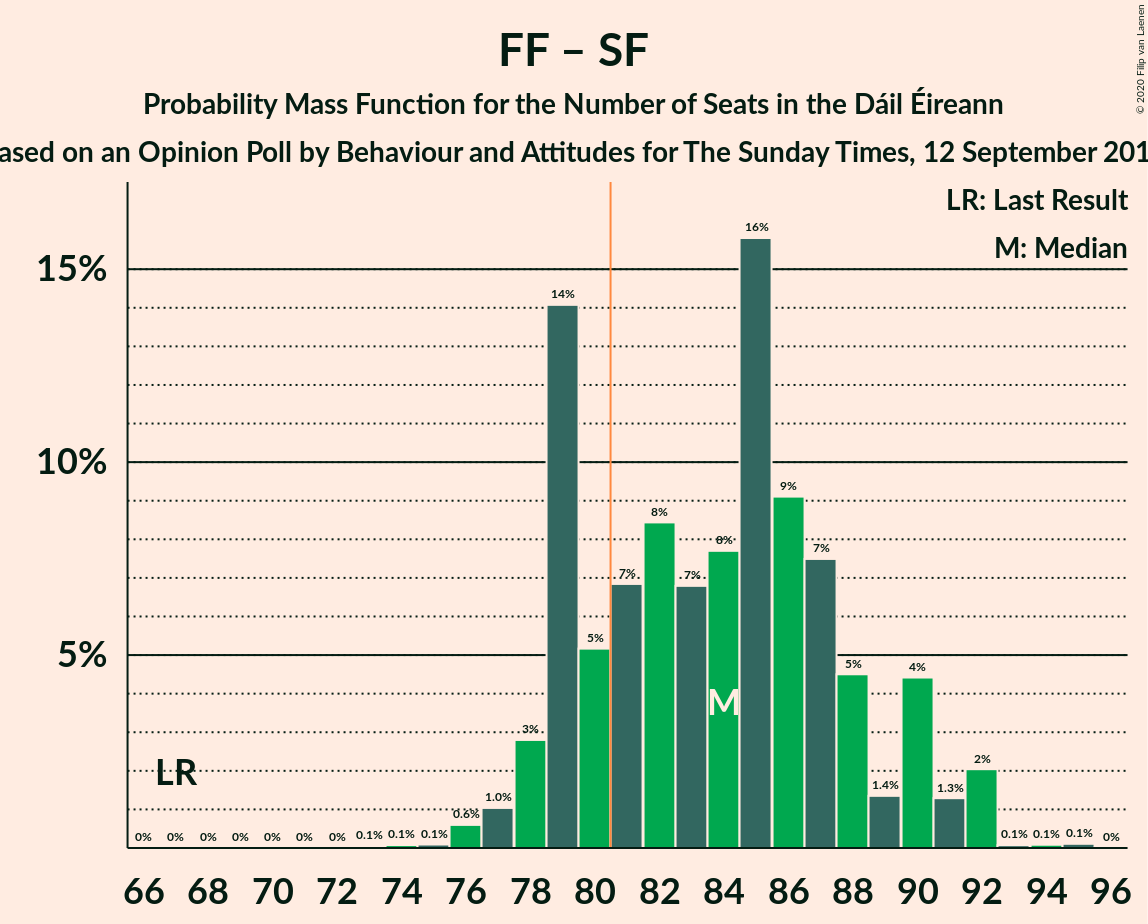 FF – SF
Probability Mass Function for the Number of Seats in the Dáil Éireann
ased on an Opinion Poll by Behaviour and Attitudes for The Sunday Times, 12 September 201
© 2020 Filip van Laenen
LR: Last Result
M: Median
15%
10%
5%
0% 0% 0% 0% 0% 0% 0% 0.1% 0.1% 0.1% 0.6% 1.0% 3% 14% 5% 7% 8% 7% 8% 16% 9% 7% 5% 1.4% 4% 1.3% 2% 0.1% 0.1% 0.1% 0%
LR
M
66 68 70 72 74 76 78 80 82 84 86 88 90 92 94 96